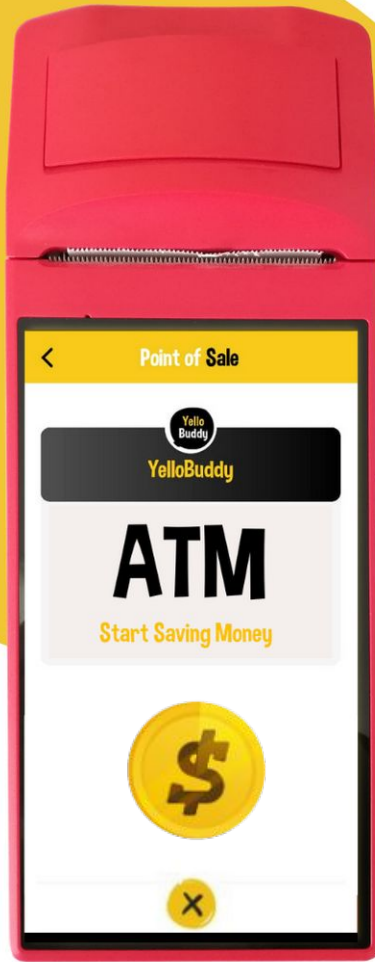 Point of Sale
Yello
Buddy
YelloBuddy
ATM
Start Saving Money
$